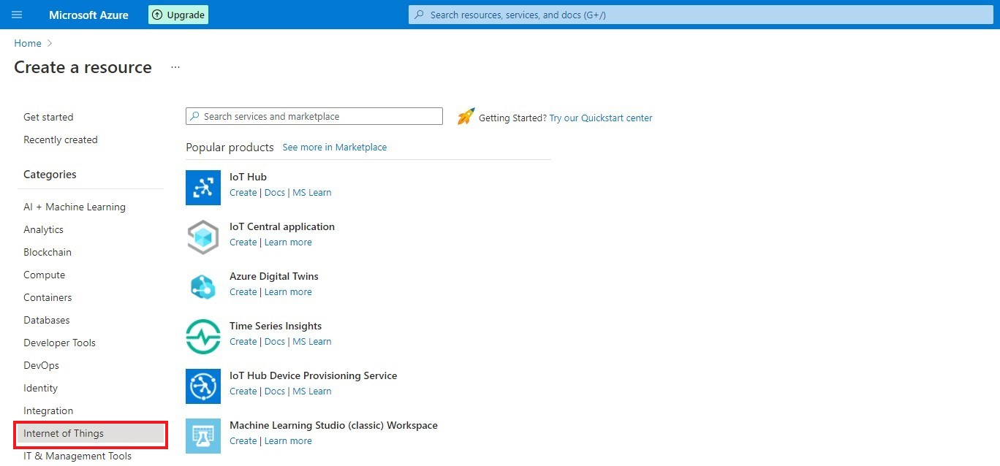 Microsoft Azure Upgrade Search resources, services, and docs (G+/)
Home >
Create a resource ...
Get started
Recently created
Categories
AI + Machine Learning
Analytics
Blockchain
Compute
Containers
Databases
Developer Tools
DevOps
Identity
Integration
Internet of Things
IT & Management Tools
Search services and marketplace
Getting Started? Try our Quickstart center
Popular products See more in Marketplace
IoT Hub
Create | Docs | MS Learn
IoT Central application
Create | Learn more
Azure Digital Twins
Create | Learn more
Time Series Insights
Create | Docs | MS Learn
IoT Hub Device Provisioning Service
Create | Docs | MS Learn
Machine Learning Studio (classic) Workspace
Create | Learn more